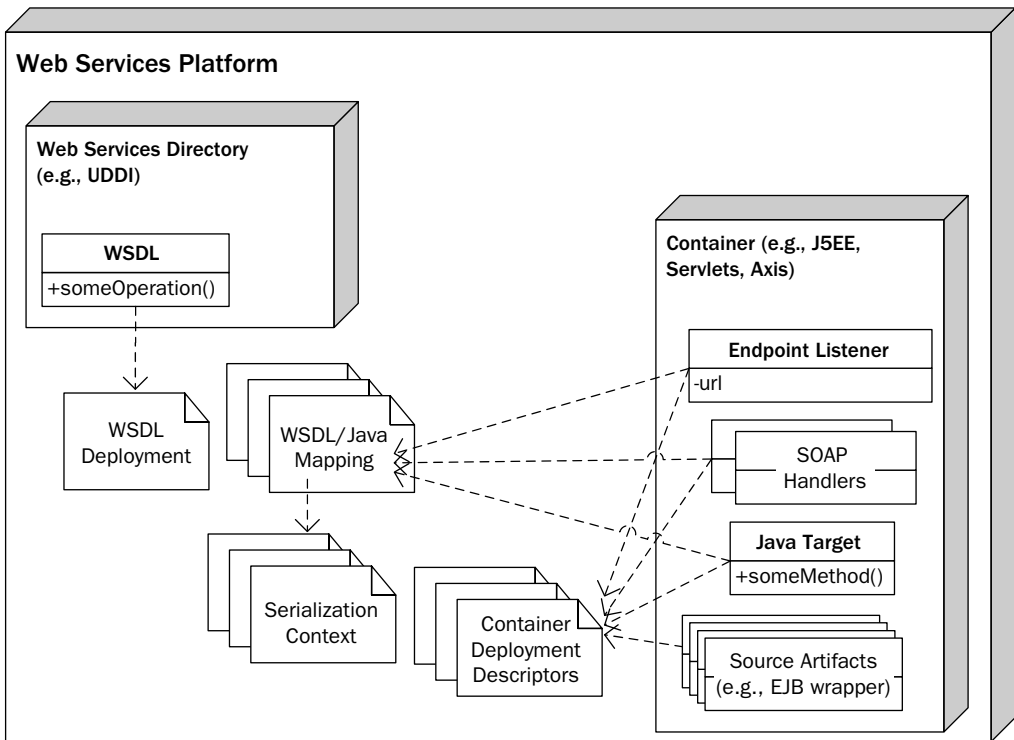 Web Services Platform
Web Services Directory
(e.g., UDDI)
WSDL
+someOperation()
WSDL
Deployment
WSDL/Java
Mapping
Serialization
Context
Container
Deployment
Descriptors
Container (e.g., J5EE,
Servlets, Axis)
Endpoint Listener
-url
SOAP
Handlers
Java Target
+someMethod()
Source Artifacts
(e.g., EJB wrapper)